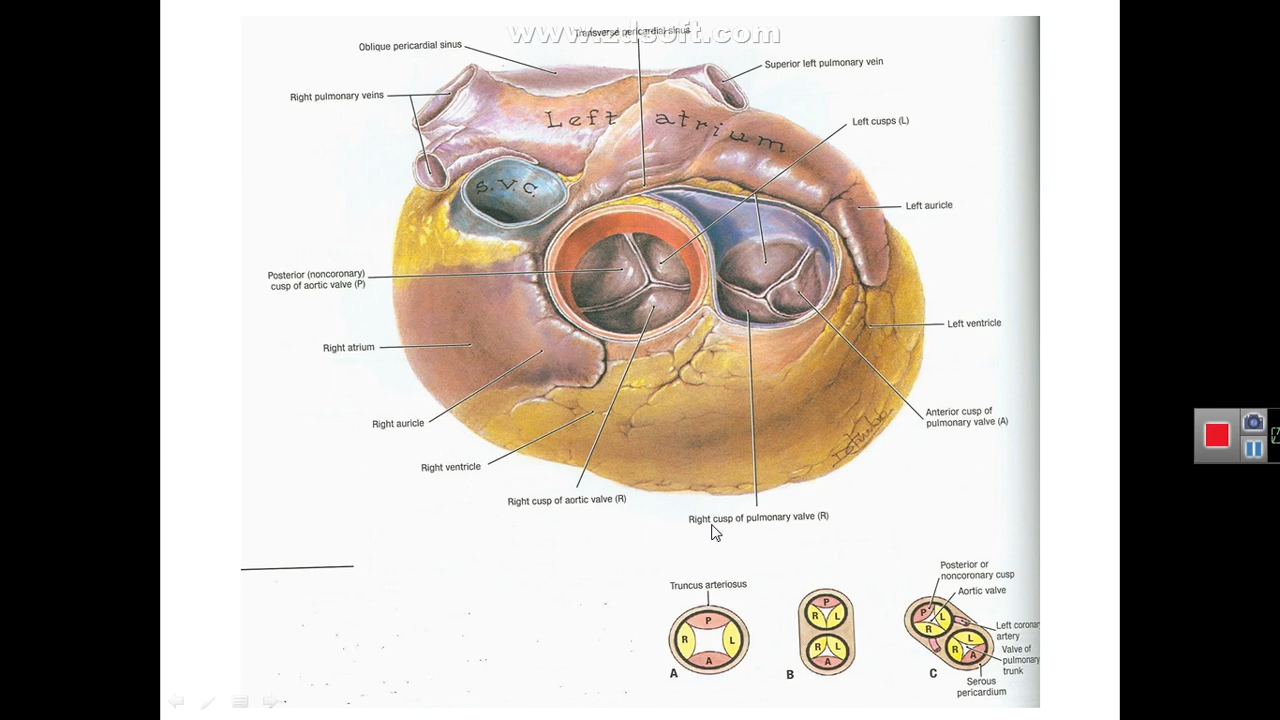 www.zdsoft.com
Transverse pericardial sinus
Oblique pericardial sinus
Superior left pulmonary vein
Right pulmonary veins
Left atrium
Left cusps (L)
S.V.C.
Left auricle
Posterior (noncoronary)
cusp of aortic valve (P)
Left ventricle
Right atrium
Anterior cusp of
pulmonary valve (A)
Right auricle
Right ventricle
Right cusp of aortic valve (R)
Right cusp of pulmonary valve (R)
Truncus arteriosus
P
R
L
A
A
P
R
L
R
L
A
B
Posterior or
noncoronary cusp
Aortic valve
Left
artery
Valve of
pulmonary
trunk
Serous
pericardium
P
L
R
L
R
A
C